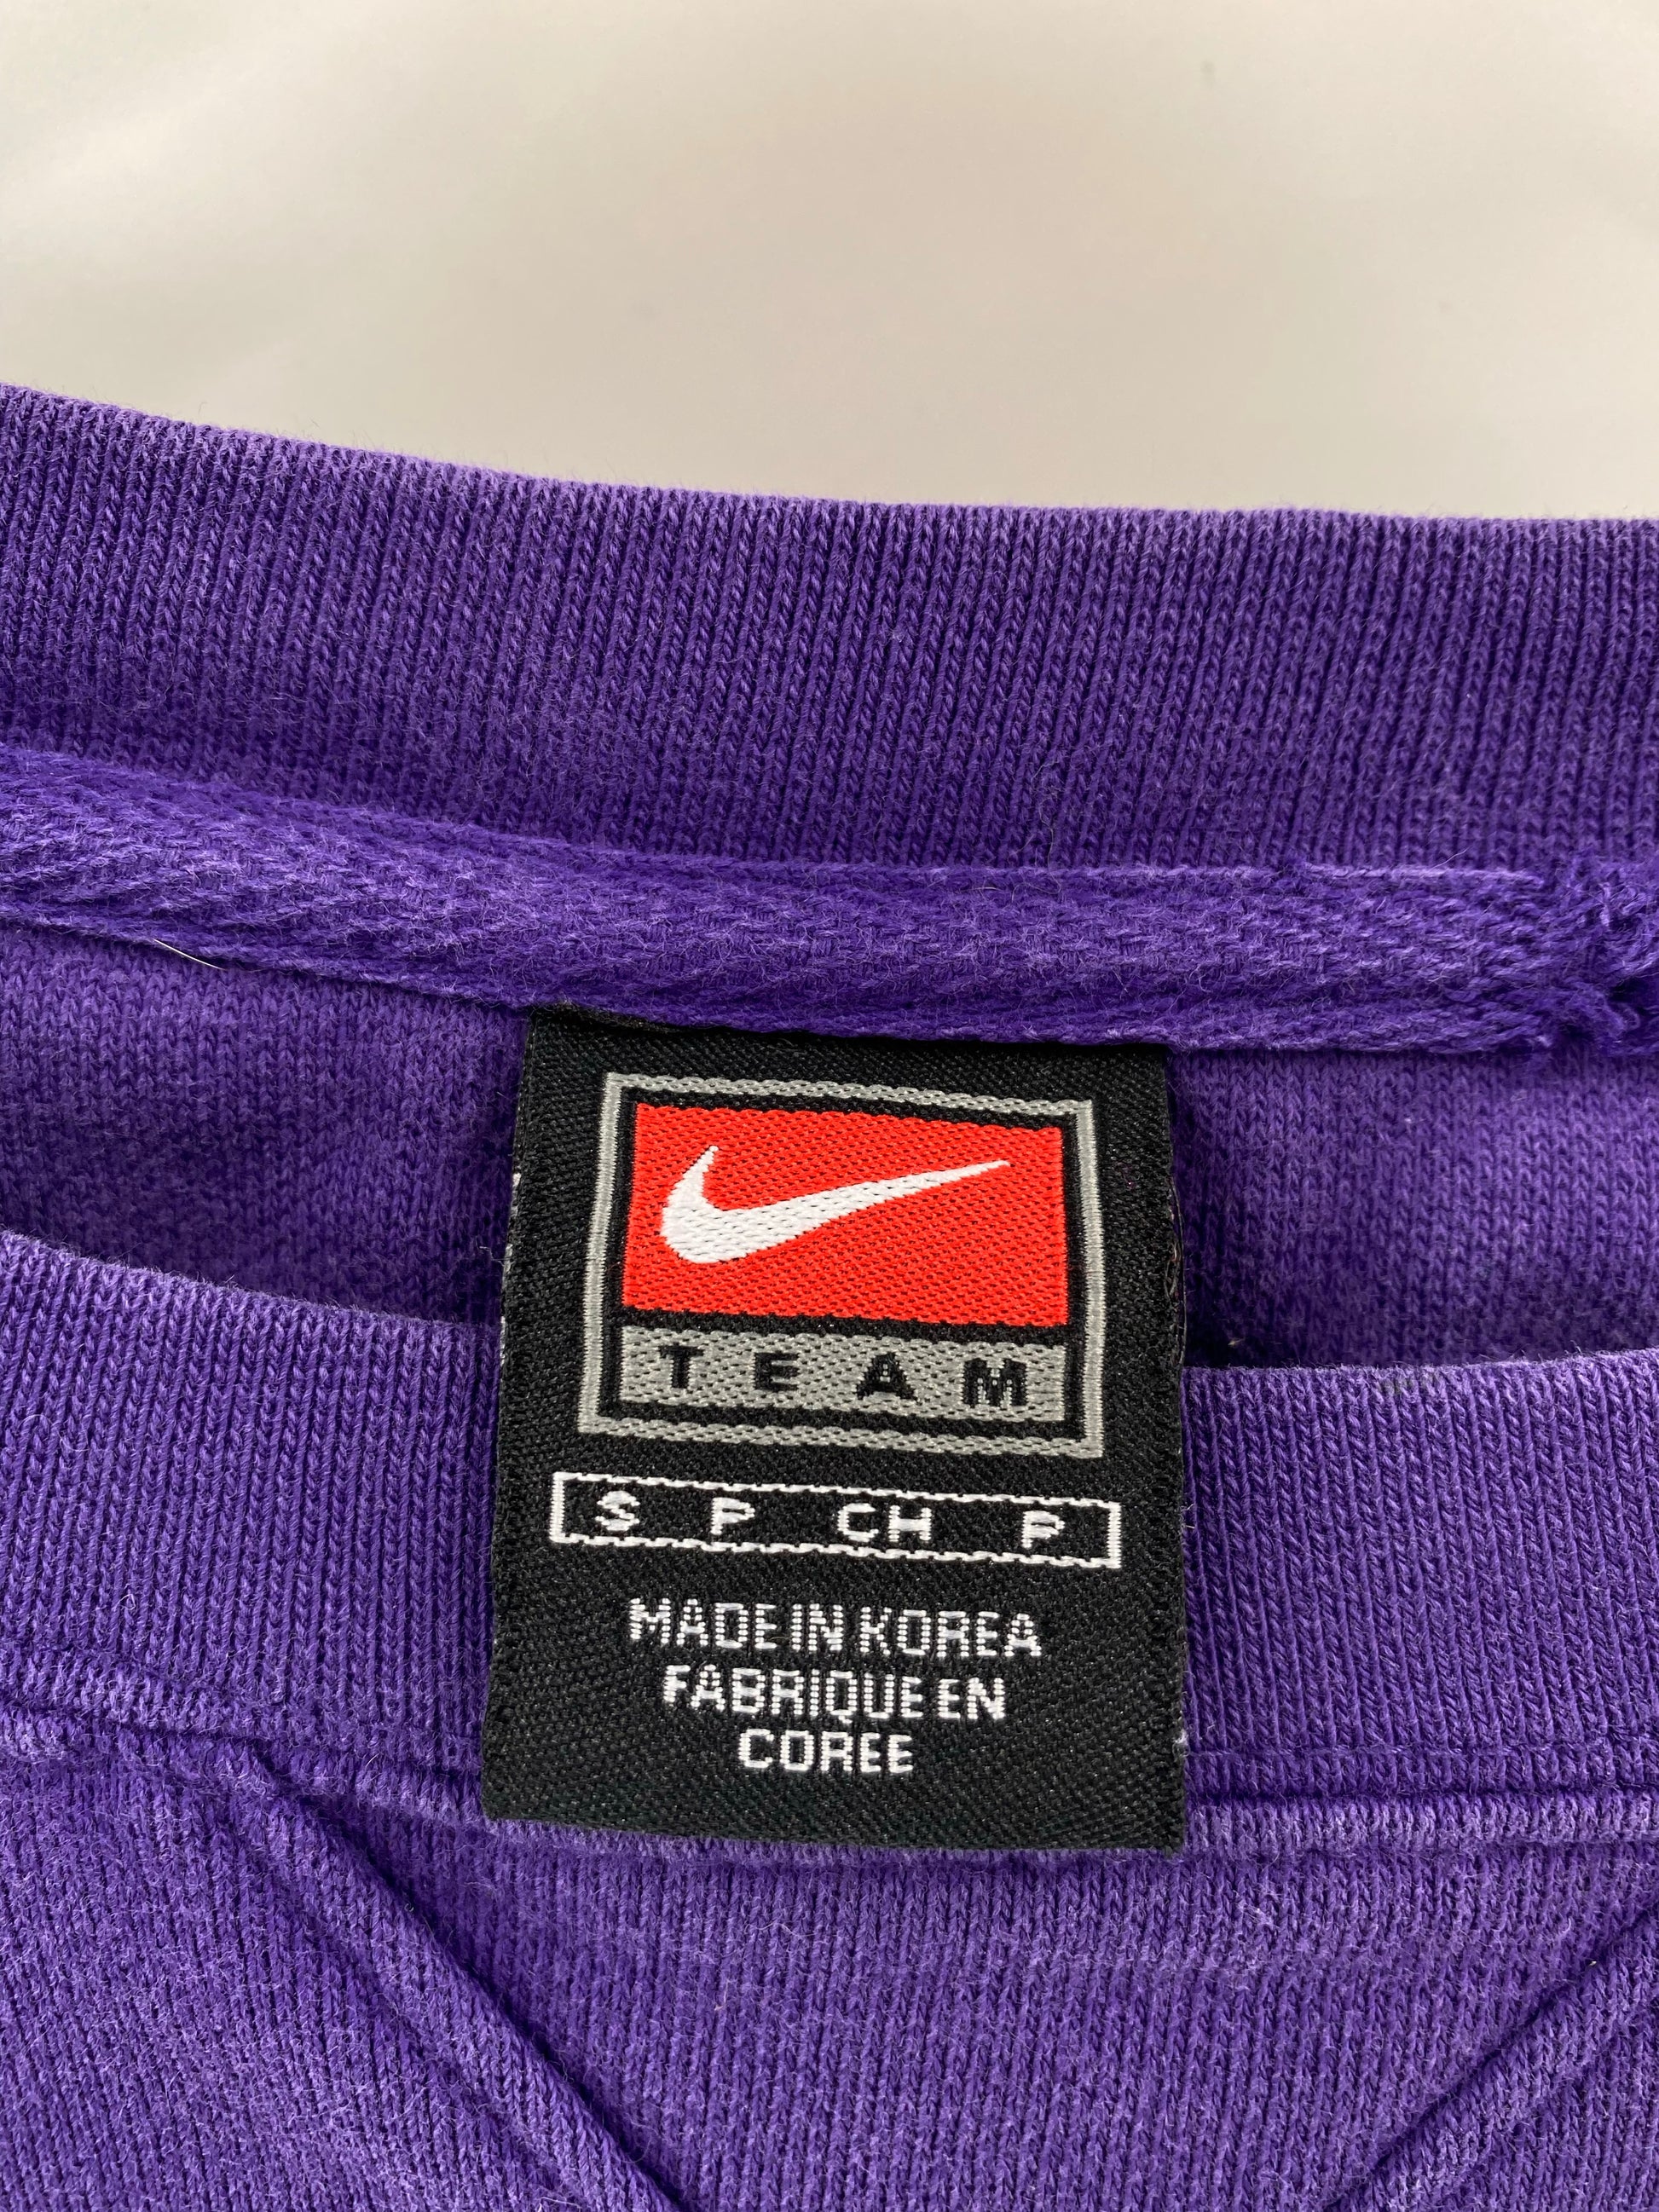 TEAM
S P CH P
MADE IN KOREA
FABRIQUE EN
COREE